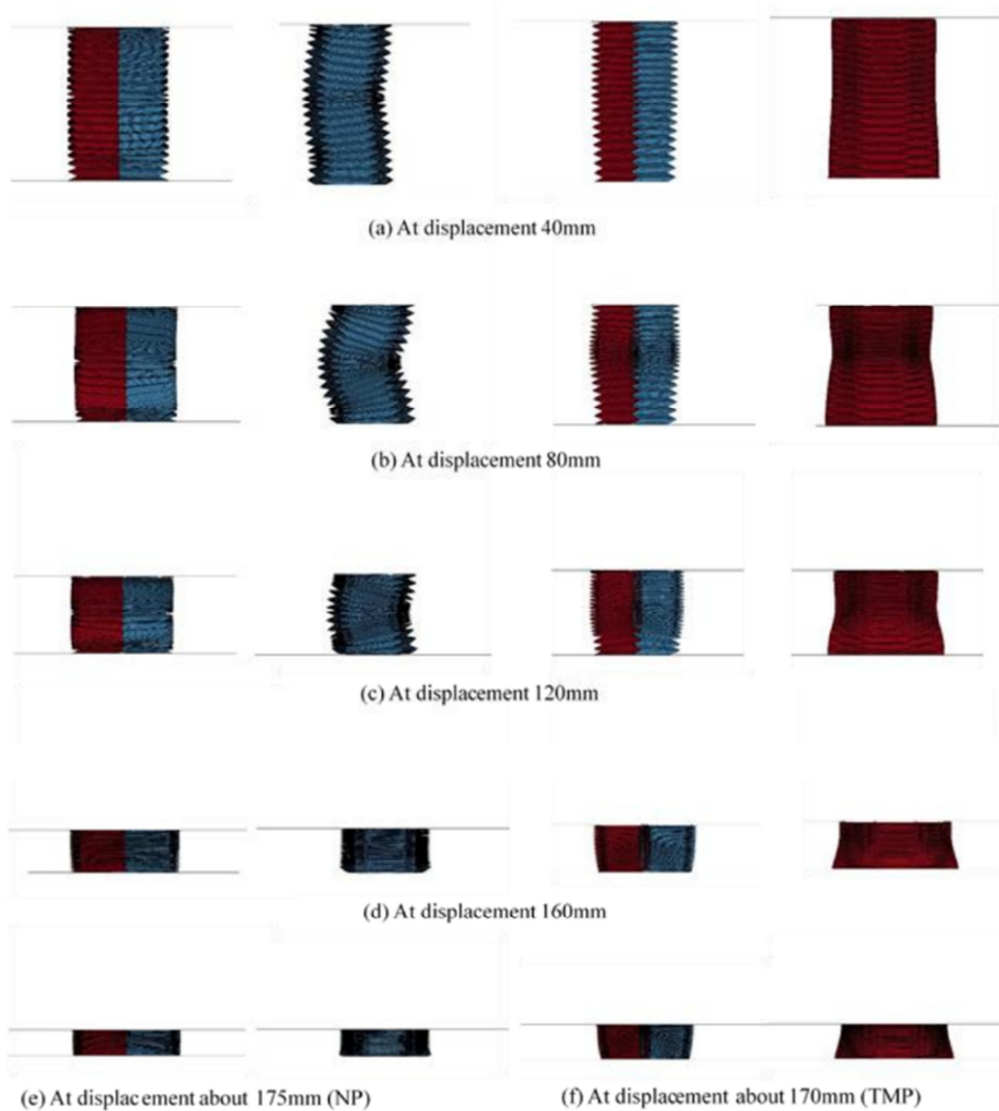 (a) At displacement 40mm
(b) At displacement 80mm
(c) At displacement 120mm
(d) At displacement 160mm
(e) At displacement about 175mm (NP)
(f) At displacement about 170mm (TMP)